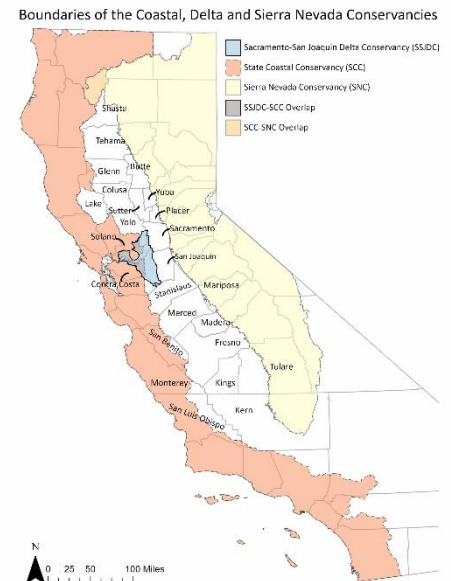 Boundaries of the Coastal, Delta and Sierra Nevada Conservancies
Sacramento-San Joaquin Delta Conservancy (SSJDC)
State Coastal Conservancy (SCC)
Sierra Nevada Conservancy (SNC)
SSJDC-SCC Overlap
SCC-SNC Overlap
Shasta
Tehama
Butte
Glenn
Colusa
Yuba
Lake
Sutter
Placer
Yolo
Sacramento
Solano
San Joaquin
Contra Costa
Stanislaus
Mariposa
Merced
Madera
San Benito
Fresno
Tulare
Monterey
Kings
San Luis Obispo
Kern
N
0 25 50 100 Miles